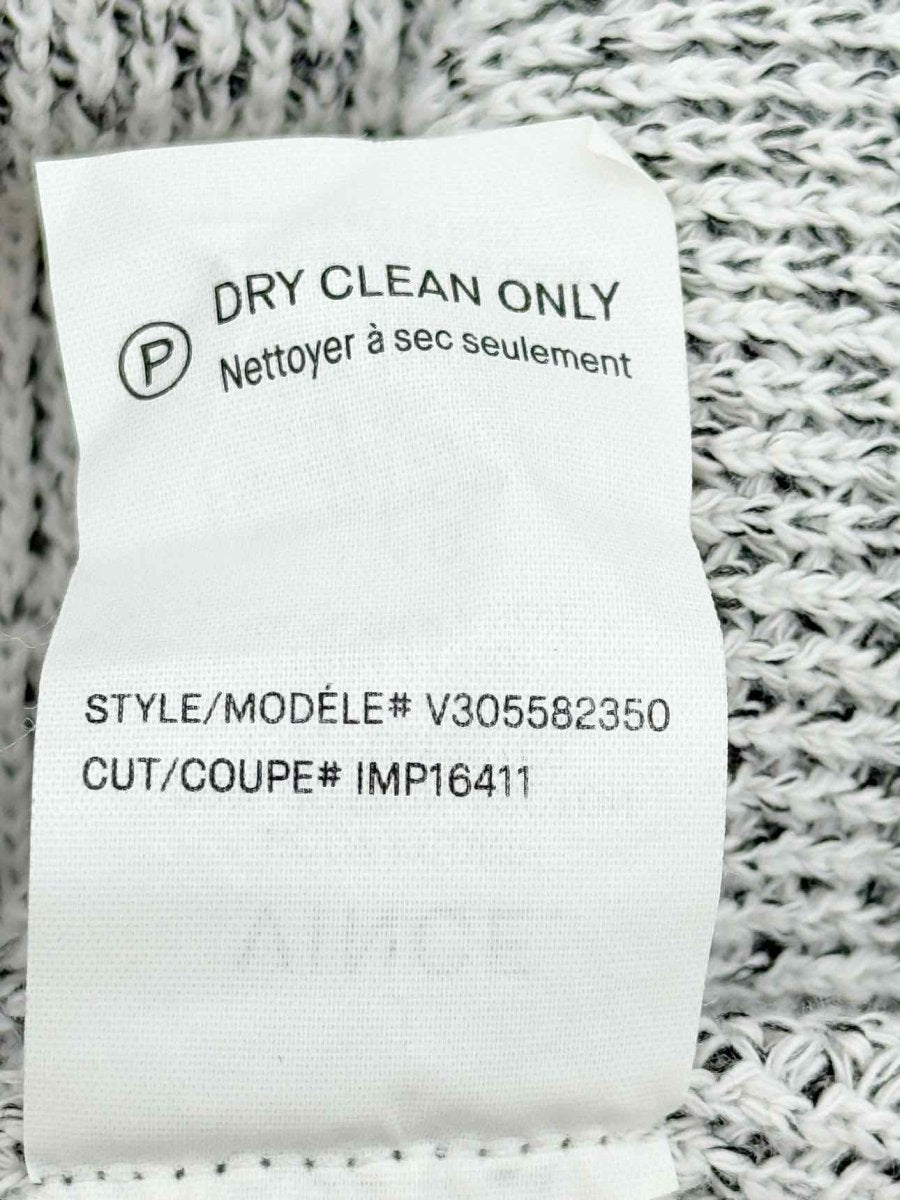 DRY CLEAN ONLY
P Nettoyer à sec seulement
STYLE/MODÉLE# V305582350
CUT/COUPE# IMP16411